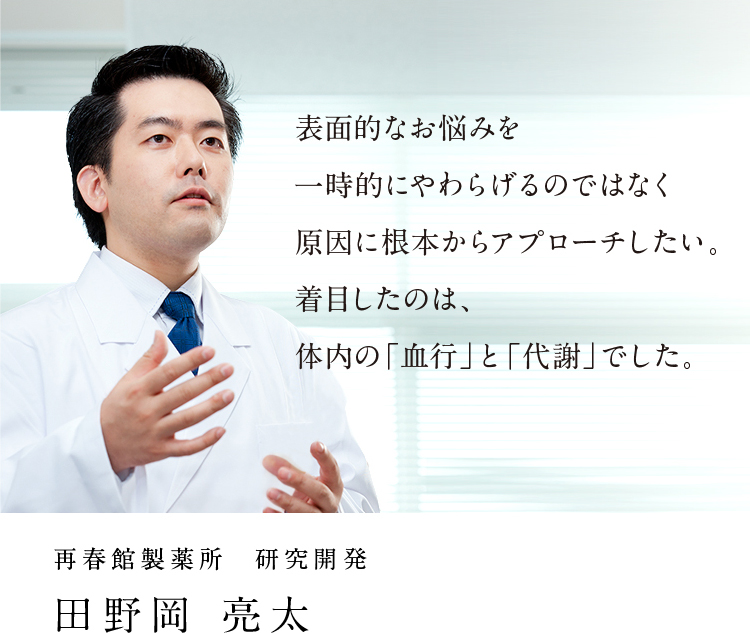 表面的なお悩みを
一時的にやわらげるのではなく
原因に根本からアプローチしたい。
着目したのは、
体内の「血行」と「代謝」でした。
再春館製薬所　研究開発
田野岡 亮太